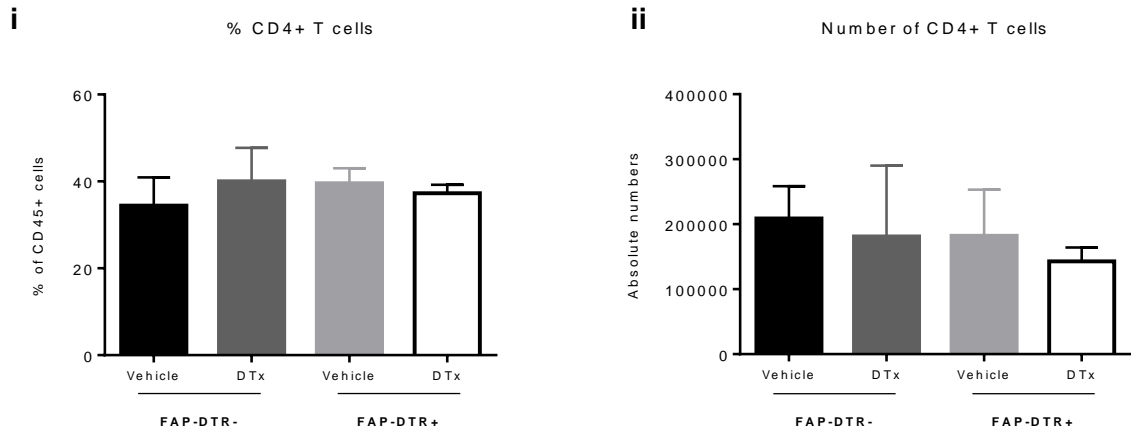 i
% CD4+ T cells
60
40
20
0
% of CD45+ cells
Vehicle
DTx
Vehicle
DTx
FAP-DTR-
FAP-DTR+
ii
Number of CD4+ T cells
400000
300000
200000
100000
0
Absolute numbers
Vehicle
DTx
Vehicle
DTx
FAP-DTR-
FAP-DTR+